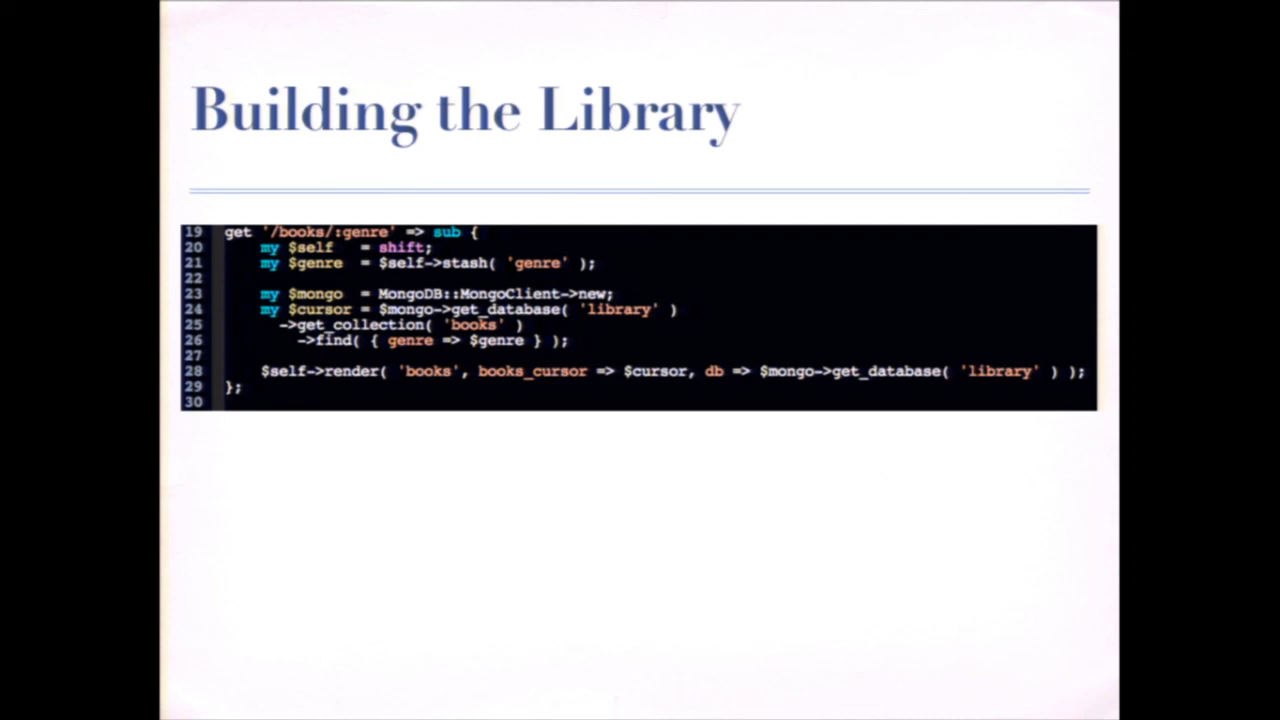 Building the Library
19 get '/books/:genre' => sub {
20     my $self   = shift;
21     my $genre  = $self->stash( 'genre' );
22
23     my $mongo  = MongoDB::MongoClient->new;
24     my $cursor = $mongo->get_database( 'library' )
25       ->get_collection( 'books' )
26         ->find( { genre => $genre } );
27
28     $self->render( 'books', books_cursor => $cursor, db => $mongo->get_database( 'library' ) );
29 };
30